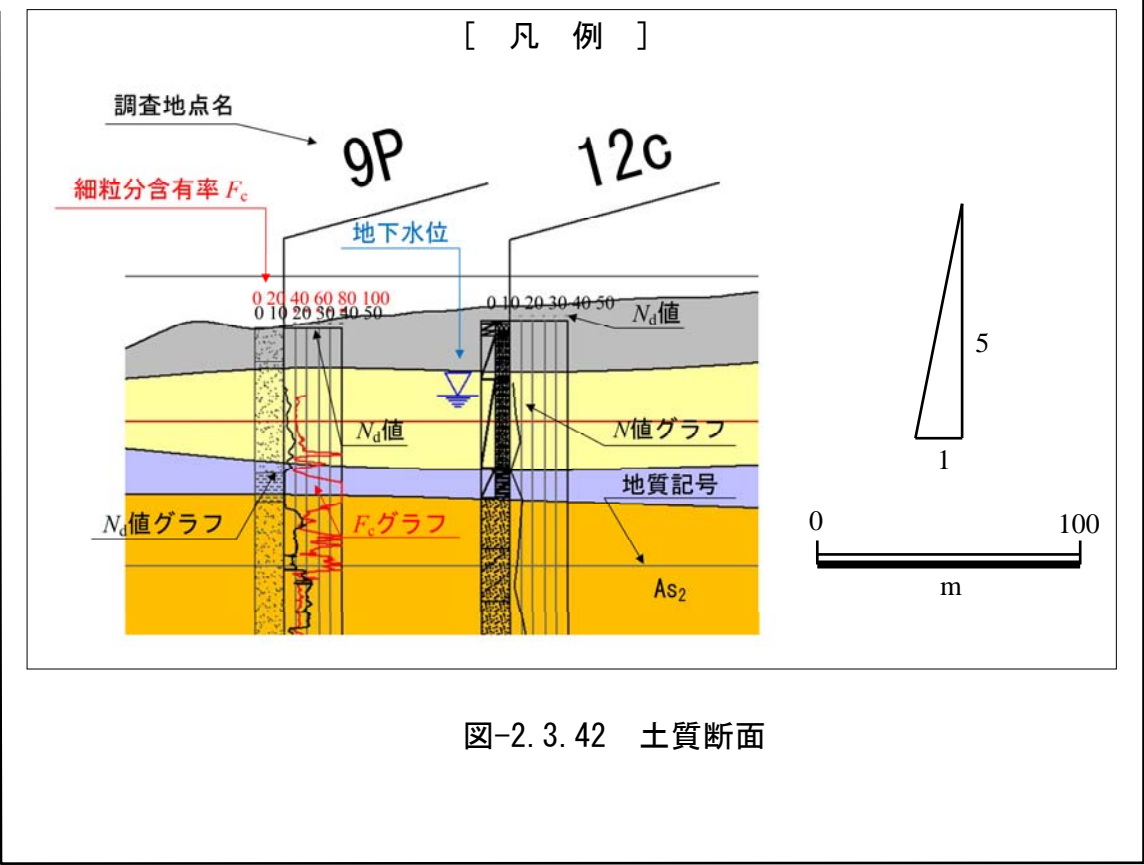 [ 凡 例 ]
調査地点名
9P
12c
細粒分含有率 Fc
地下水位
0 20 40 60 80 100
0 10 20 30 40 50
0 10 20 30 40 50
Nd値
Nd値
N値グラフ
地質記号
Nd値グラフ
Fcグラフ
As2
5
1
0 100
m
図-2.3.42 土質断面